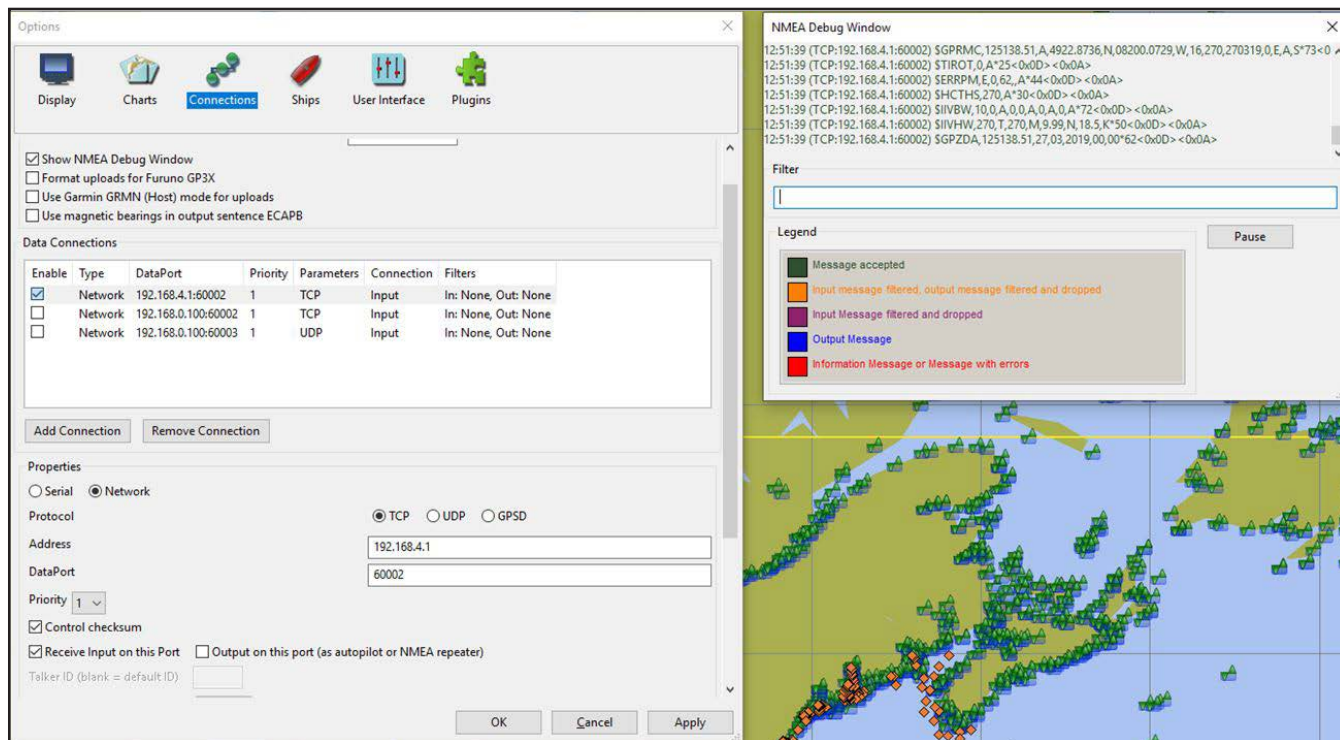 Options
Display Charts Connections Ships User Interface Plugins
Show NMEA Debug Window
Format uploads for Furuno GP3X
Use Garmin GRMN (Host) mode for uploads
Use magnetic bearings in output sentence ECAPB
Data Connections
Enable Type DataPort Priority Parameters Connection Filters
Network 192.168.4.1:60002 1 TCP Input In: None, Out: None
Network 192.168.0.100:60002 1 TCP Input In: None, Out: None
Network 192.168.0.100:60003 1 UDP Input In: None, Out: None
Add Connection Remove Connection
Properties
Serial Network
Protocol TCP UDP GPSD
Address 192.168.4.1
DataPort 60002
Priority 1
Control checksum
Receive Input on this Port Output on this port (as autopilot or NMEA repeater)
Talker ID (blank = default ID)
OK Cancel Apply
NMEA Debug Window
12:51:39 (TCP:192.168.4.1:60002) $GPRMC,125138.51,A,4922.8736,N,08200.0729,W,16,270,270319,0,E,A,S*73<0
12:51:39 (TCP:192.168.4.1:60002) $TIROT,0,A*25<0x0D><0x0A>
12:51:39 (TCP:192.168.4.1:60002) $ERRPM,E,0,62,,A*44<0x0D><0x0A>
12:51:39 (TCP:192.168.4.1:60002) $HCTHS,270,A*30<0x0D><0x0A>
12:51:39 (TCP:192.168.4.1:60002) $IIVBW,10,0,A,0,0,A,0,A,0,A*72<0x0D><0x0A>
12:51:39 (TCP:192.168.4.1:60002) $IIVHW,270,T,270,M,9.99,N,18.5,K*50<0x0D><0x0A>
12:51:39 (TCP:192.168.4.1:60002) $GPZDA,125138.51,27,03,2019,00,00*62<0x0D><0x0A>
Filter
Legend
Pause
Message accepted
Input message filtered, output message filtered and dropped
Input Message filtered and dropped
Output Message
Information Message or Message with errors